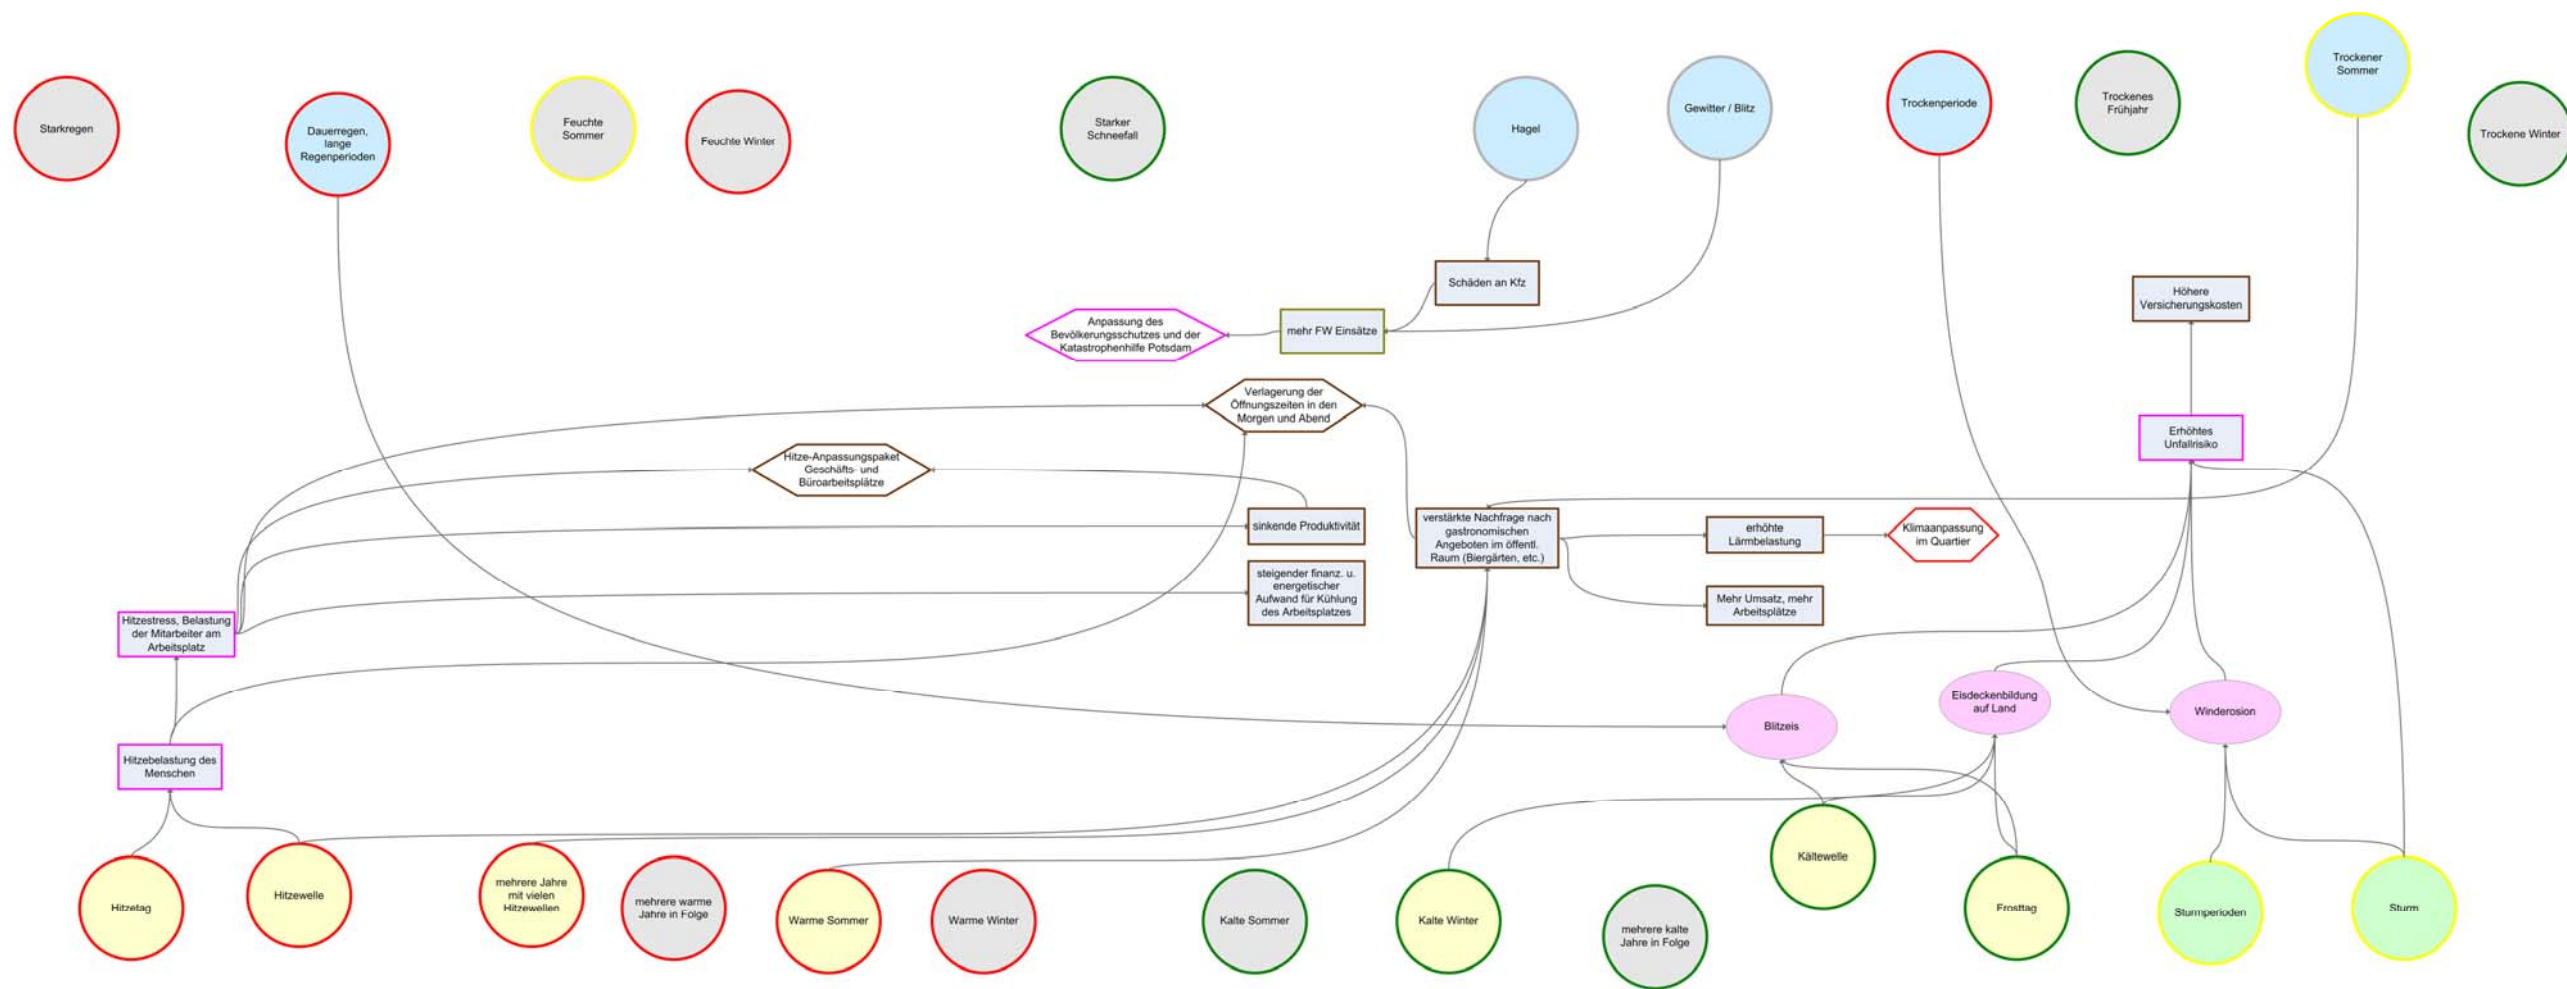 Starkregen
Dauerregen,
lange
Regenperioden
Feuchte
Sommer
Feuchte Winter
Starker
Schneefall
Hagel
Gewitter / Blitz
Trockenperiode
Trockenes
Frühjahr
Trockener
Sommer
Trockene Winter
Schäden an Kfz
Höhere
Versicherungskosten
Anpassung des
Bevölkerungsschutzes und der
Katastrophenhilfe Potsdam
mehr FW Einsätze
Verlagerung der
Öffnungszeiten in den
Morgen und Abend
Erhöhtes
Unfallrisiko
Hitze-Anpassungspaket
Geschäfts- und
Büroarbeitsplätze
sinkende Produktivität
verstärkte Nachfrage nach
gastronomischen
Angeboten im öffentl.
Raum (Biergärten, etc.)
erhöhte
Lärmbelastung
Klimaanpassung
im Quartier
steigender finanz. u.
energetischer
Aufwand für Kühlung
des Arbeitsplatzes
Mehr Umsatz, mehr
Arbeitsplätze
Hitzestress, Belastung
der Mitarbeiter am
Arbeitsplatz
Eisdeckenbildung
auf Land
Winderosion
Blitzeis
Hitzebelastung des
Menschen
Hitzetag
Hitzewelle
mehrere Jahre
mit vielen
Hitzewellen
mehrere warme
Jahre in Folge
Warme Sommer
Warme Winter
Kalte Sommer
Kalte Winter
mehrere kalte
Jahre in Folge
Kältewelle
Frosttag
Sturmperioden
Sturm